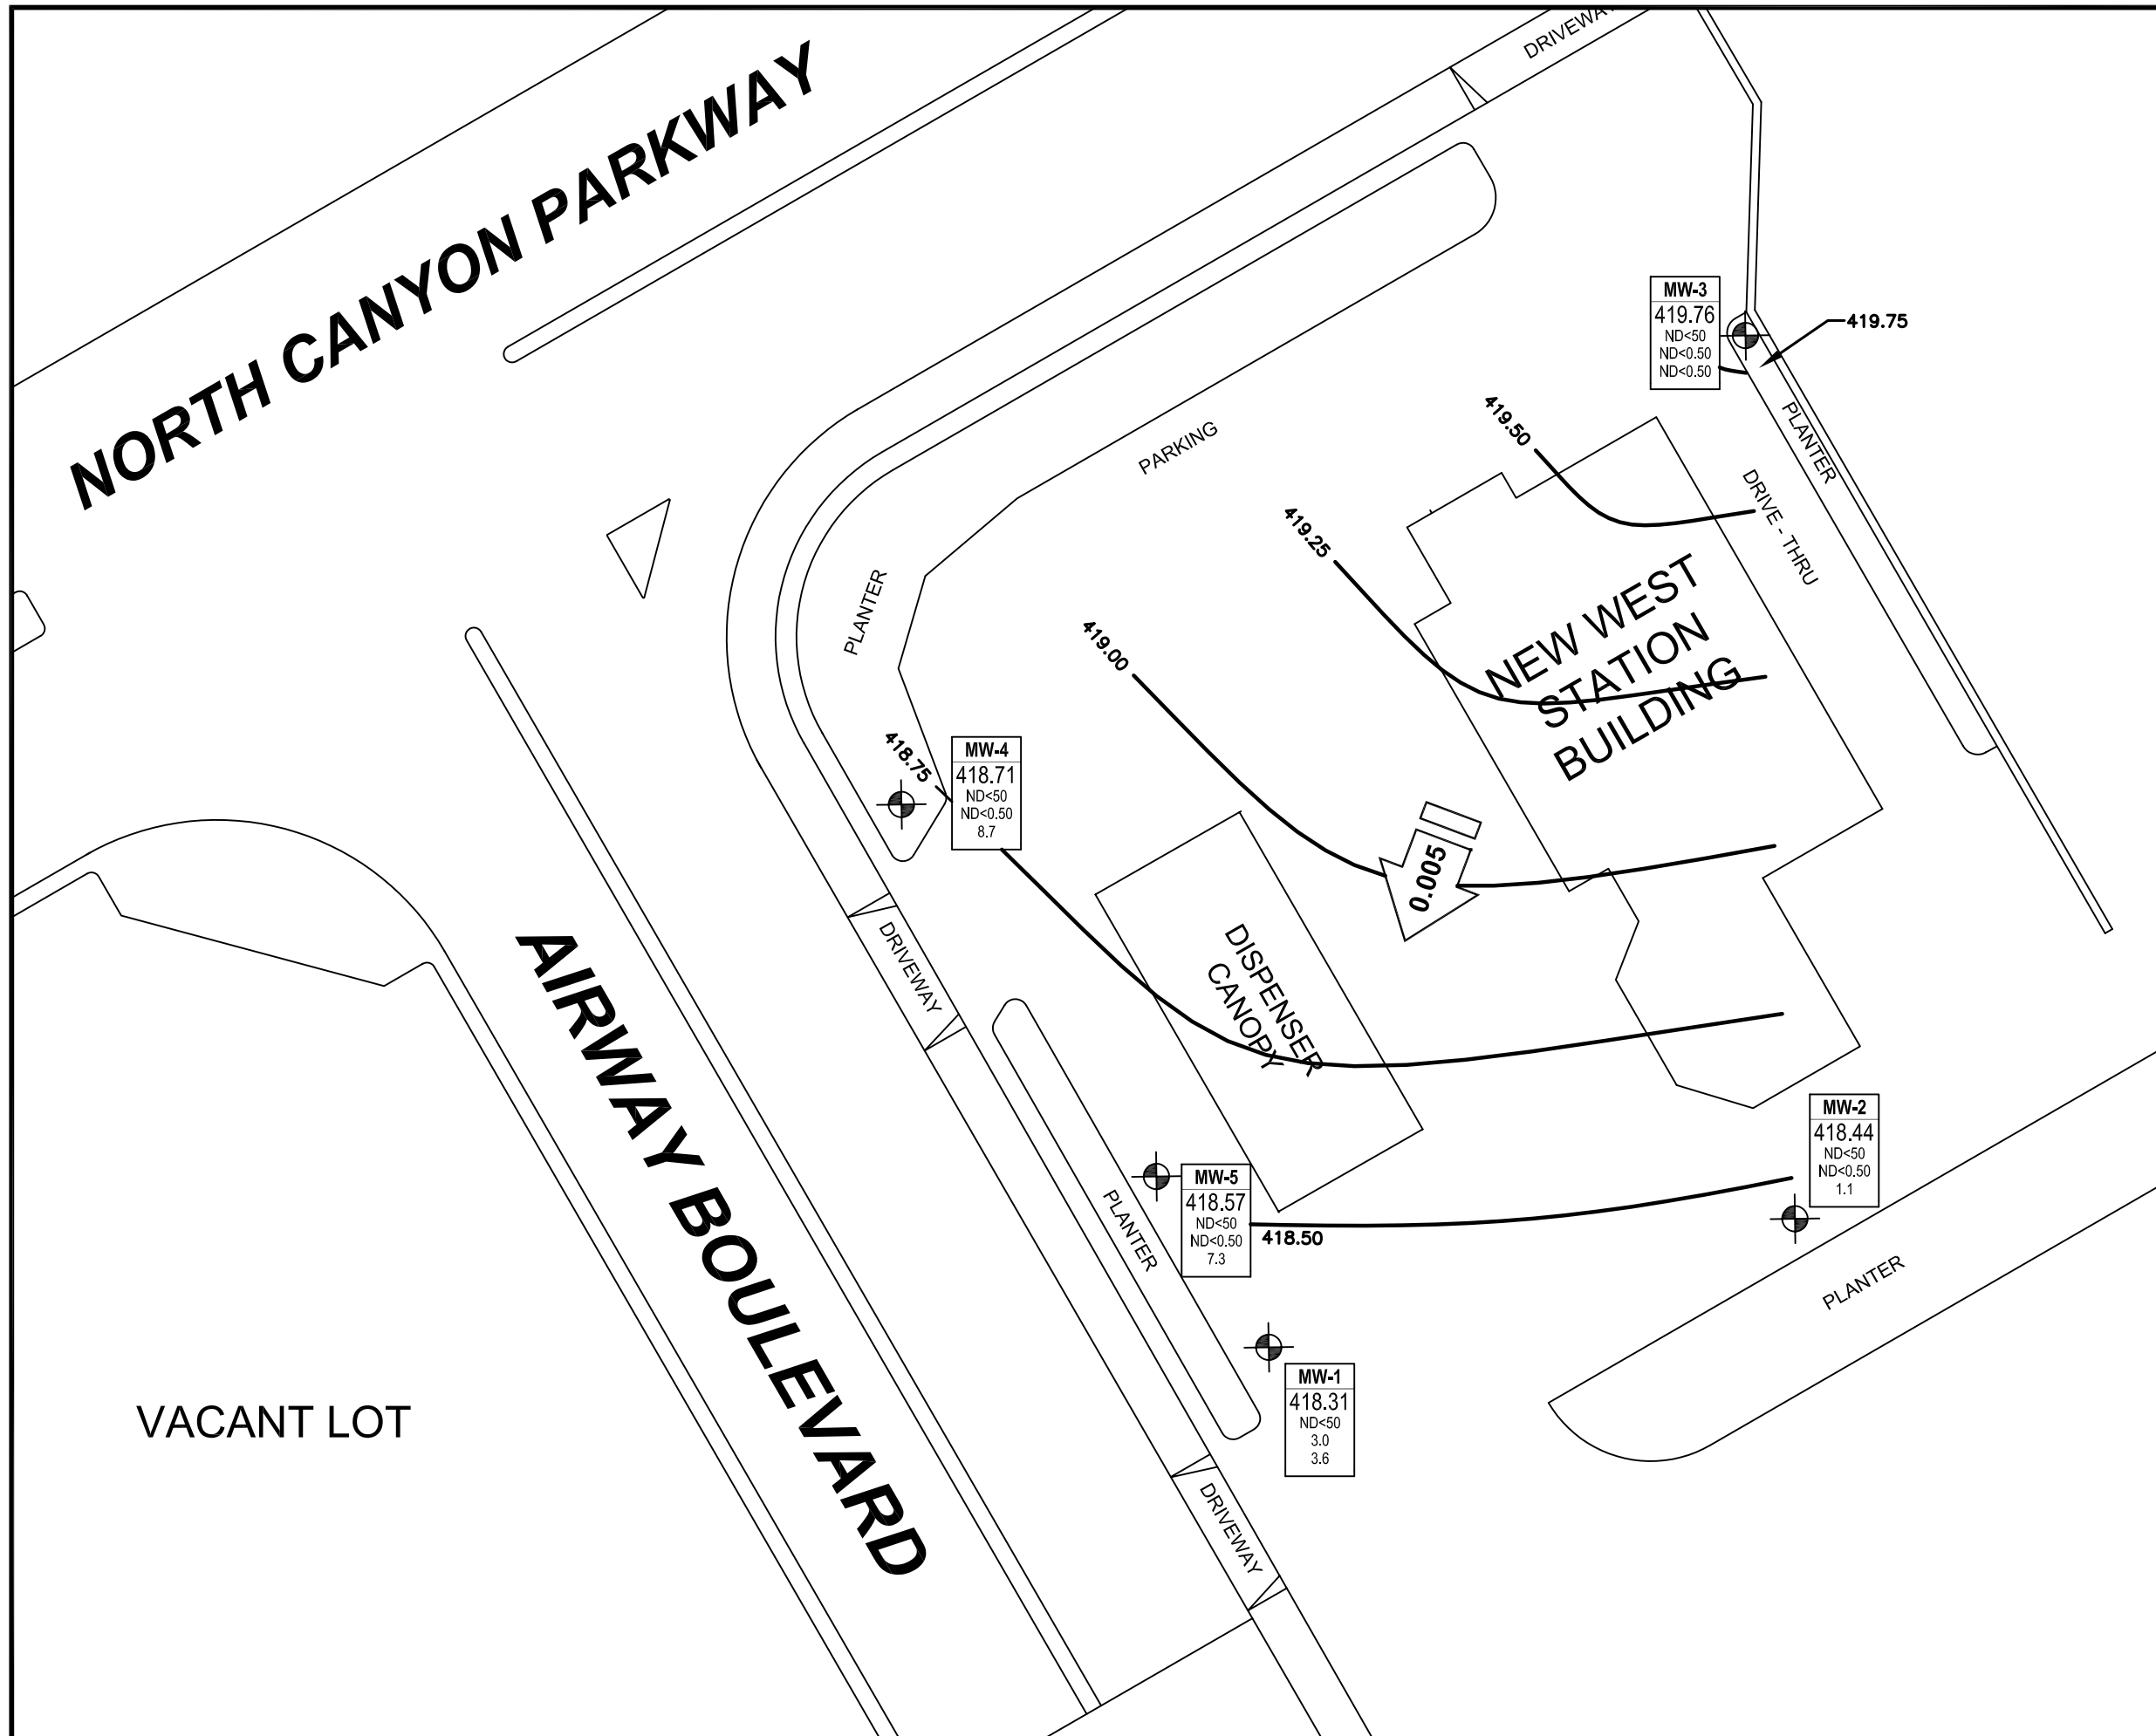 DRIVEWAY
NORTH CANYON PARKWAY
MW-3
419.76
ND<50
ND<0.50
ND<0.50
419.75
PLANTER
419.50
PARKING
DRIVE - THRU
419.25
NEW WEST
STATION
BUILDING
PLANTER
419.00
418.75
MW-4
418.71
ND<50
ND<0.50
8.7
0.005
DRIVEWAY
DISPENSER
CANOPY
AIRWAY BOULEVARD
MW-2
418.44
ND<50
ND<0.50
1.1
MW-5
418.57
ND<50
ND<0.50
7.3
418.50
PLANTER
PLANTER
MW-1
418.31
ND<50
3.0
3.6
VACANT LOT
DRIVEWAY